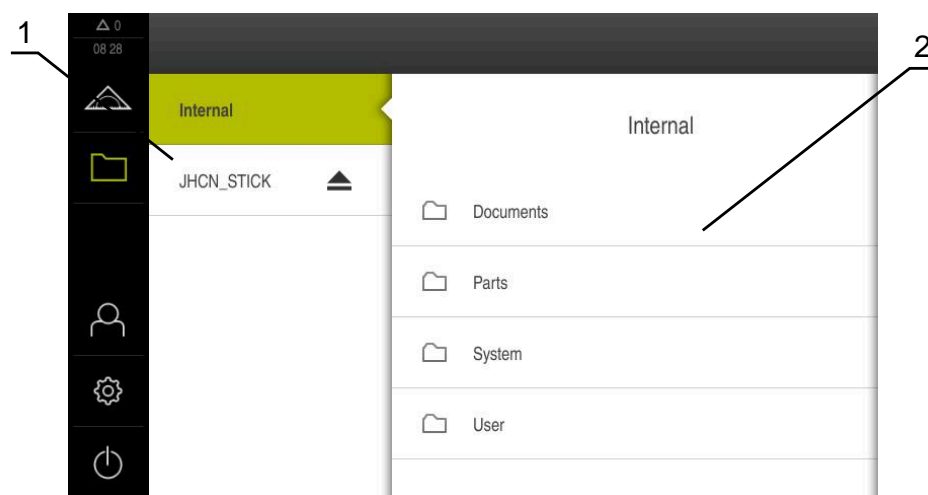 1
2
0
08 28
Internal
JHCN_STICK
Internal
Documents
Parts
System
User